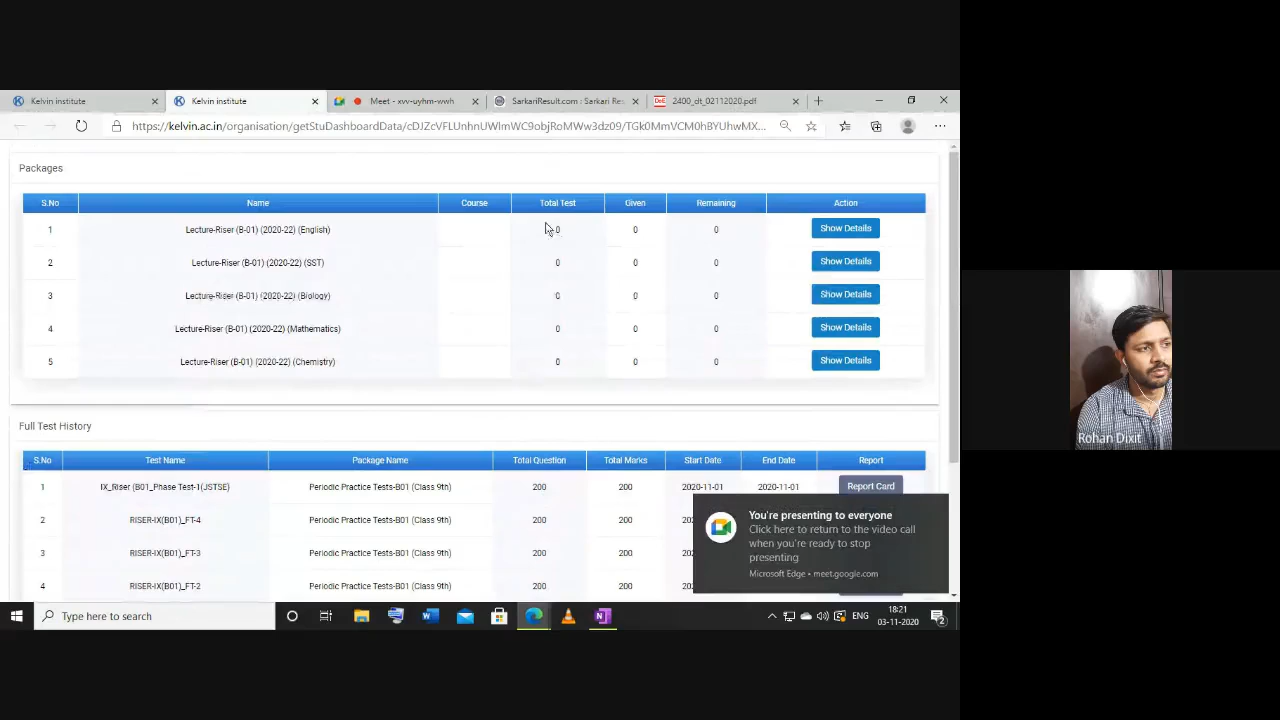 Kelvin institute
Kelvin institute
Meet - xvv-uyhm-wwh
SarkariResult.com : Sarkari Res
2400_dt_02112020.pdf
https://kelvin.ac.in/organisation/getStuDashboardData/
Packages
S.No Name Course Total Test Given Remaining Action
1 Lecture-Riser (B-01) (2020-22) (English) 0 0 0 Show Details
2 Lecture-Riser (B-01) (2020-22) (SST) 0 0 0 Show Details
3 Lecture-Riser (B-01) (2020-22) (Biology) 0 0 0 Show Details
4 Lecture-Riser (B-01) (2020-22) (Mathematics) 0 0 0 Show Details
5 Lecture-Riser (B-01) (2020-22) (Chemistry) 0 0 0 Show Details
Full Test History
S.No Test Name Package Name Total Question Total Marks Start Date End Date Report
1 IX_Riser (B01_Phase Test-1(JSTSE) Periodic Practice Tests-B01 (Class 9th) 200 200 2020-11-01 2020-11-01 Report Card
2 RISER-IX(B01)_FT-4 Periodic Practice Tests-B01 (Class 9th) 200 200 202
3 RISER-IX(B01)_FT-3 Periodic Practice Tests-B01 (Class 9th) 200 200 202
4 RISER-IX(B01)_FT-2 Periodic Practice Tests-B01 (Class 9th) 200 200 202
You're presenting to everyone
Click here to return to the video call
when you're ready to stop
presenting
Microsoft Edge • meet.google.com
Type here to search
ENG
18:21
03-11-2020
2
Rohan Dixit